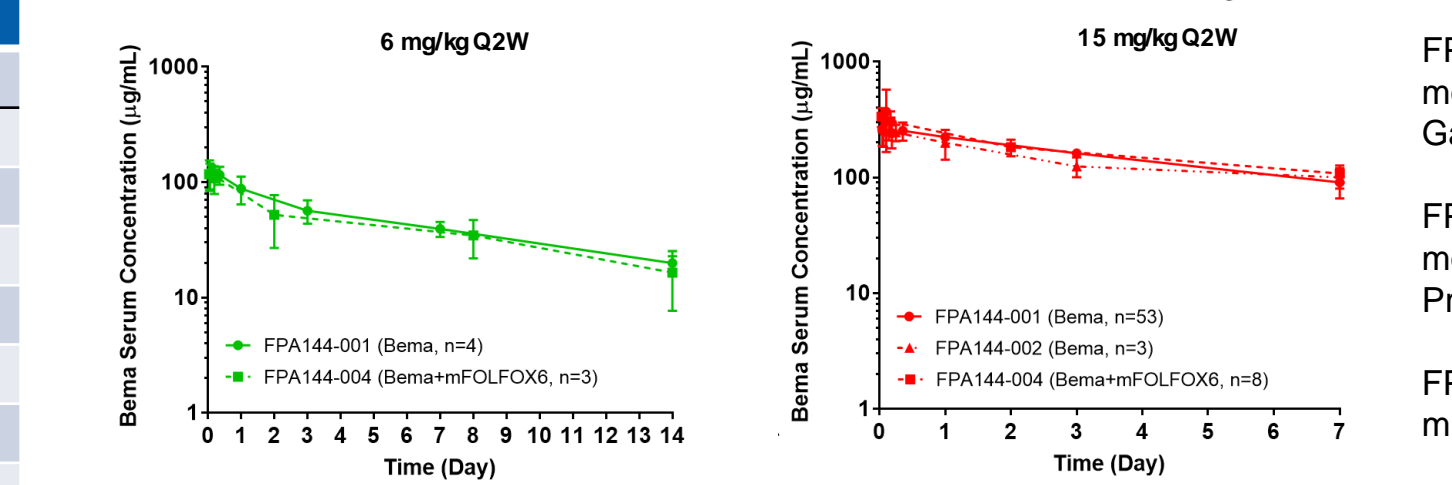 6 mg/kg Q2W
Bema Serum Concentration (µg/mL)
1000
100
10
1
FPA144-001 (Bema, n=4)
FPA144-004 (Bema+mFOLFOX6, n=3)
0 1 2 3 4 5 6 7 8 9 10 11 12 13 14
Time (Day)
15 mg/kg Q2W
Bema Serum Concentration (µg/mL)
1000
100
10
1
FPA144-001 (Bema, n=53)
FPA144-002 (Bema, n=3)
FPA144-004 (Bema+mFOLFOX6, n=8)
0 1 2 3 4 5 6 7
Time (Day)